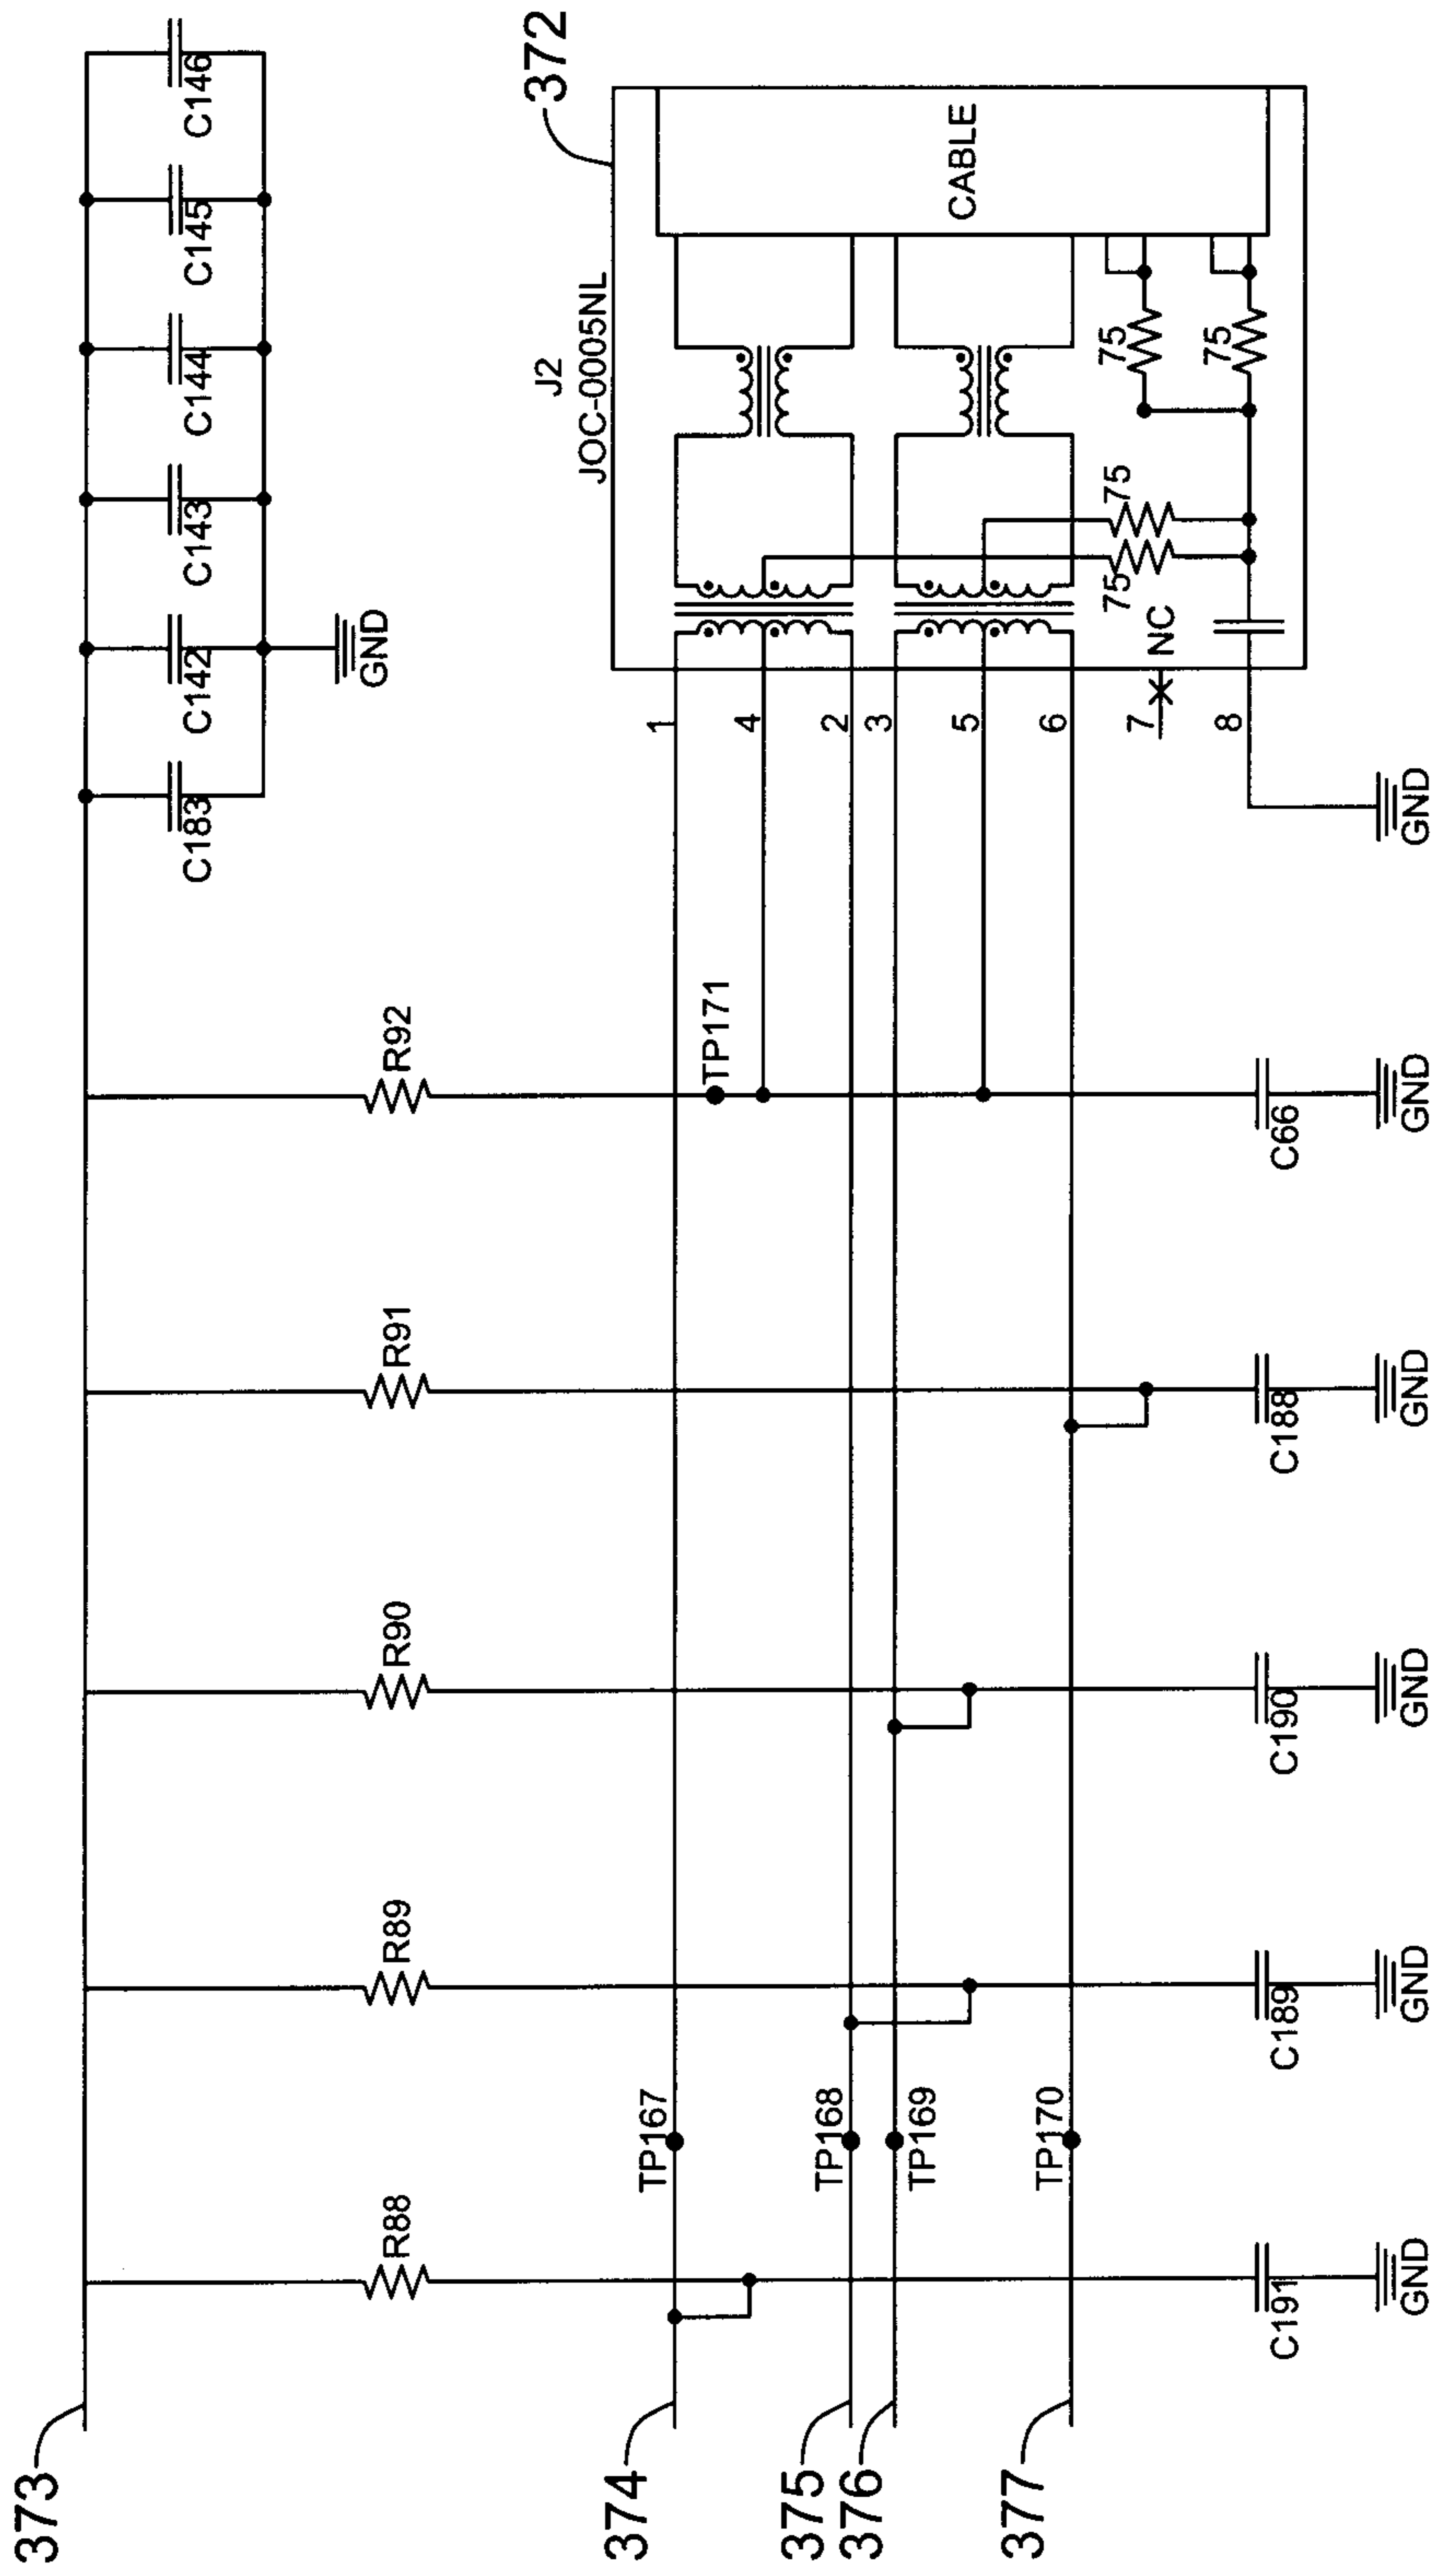 373
C183
C142
C143
C144
C145
C146
GND
R88
R89
R90
R91
R92
J2
JOC-0005NL
372
374
TP167
TP171
1
4
375
TP168
2
376
TP169
3
5
377
TP170
6
75
75
75
75
CABLE
7
NC
8
C191
C189
C190
C188
C66
GND
GND
GND
GND
GND
GND